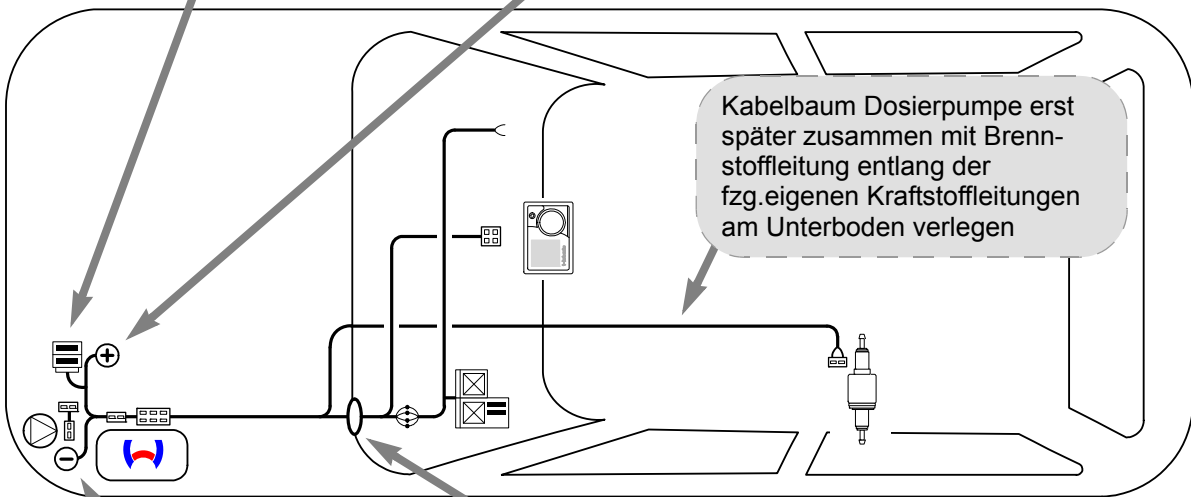 Kabelbaum Dosierpumpe erst
später zusammen mit Brenn-
stoffleitung entlang der
fzg.eigenen Kraftstoffleitungen
am Unterboden verlegen